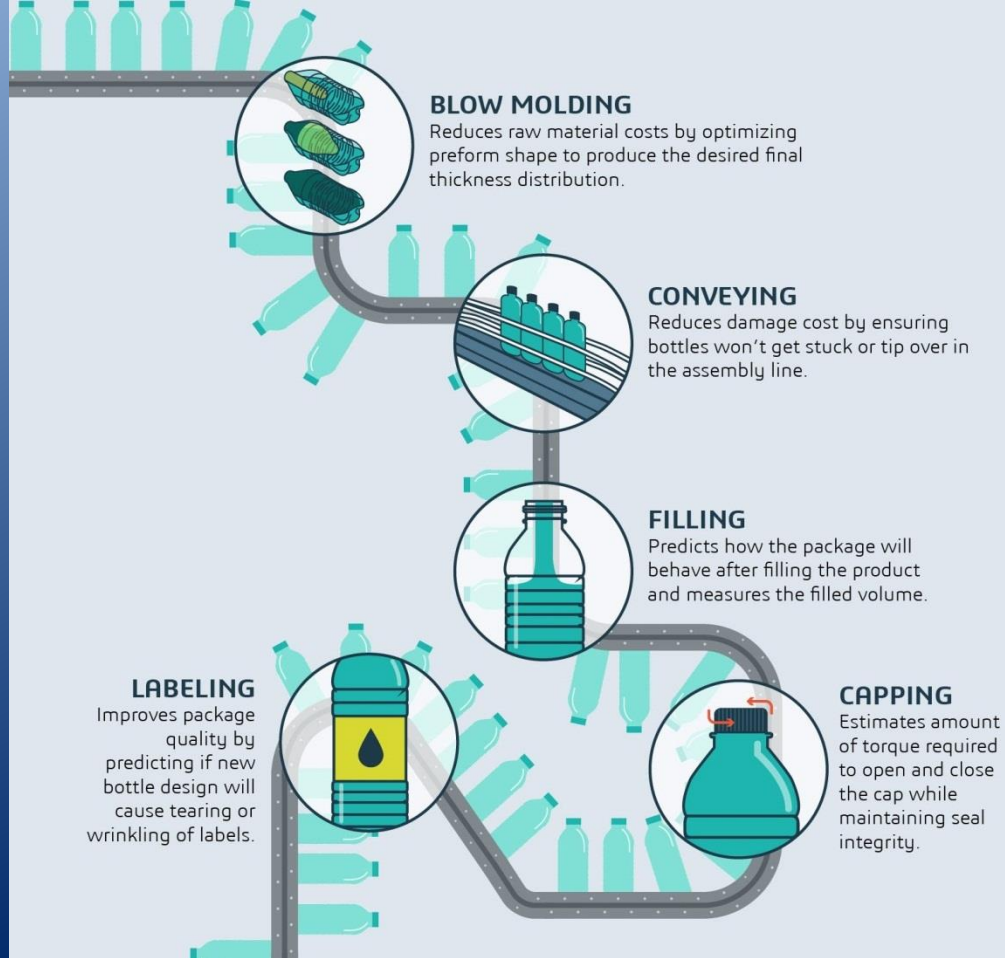 BLOW MOLDING
Reduces raw material costs by optimizing
preform shape to produce the desired final
thickness distribution.
CONVEYING
Reduces damage cost by ensuring
bottles won't get stuck or tip over in
the assembly line.
FILLING
Predicts how the package will
behave after filling the product
and measures the filled volume.
CAPPING
Estimates amount
of torque required
to open and close
the cap while
maintaining seal
integrity.
LABELING
Improves package
quality by
predicting if new
bottle design will
cause tearing or
wrinkling of labels.